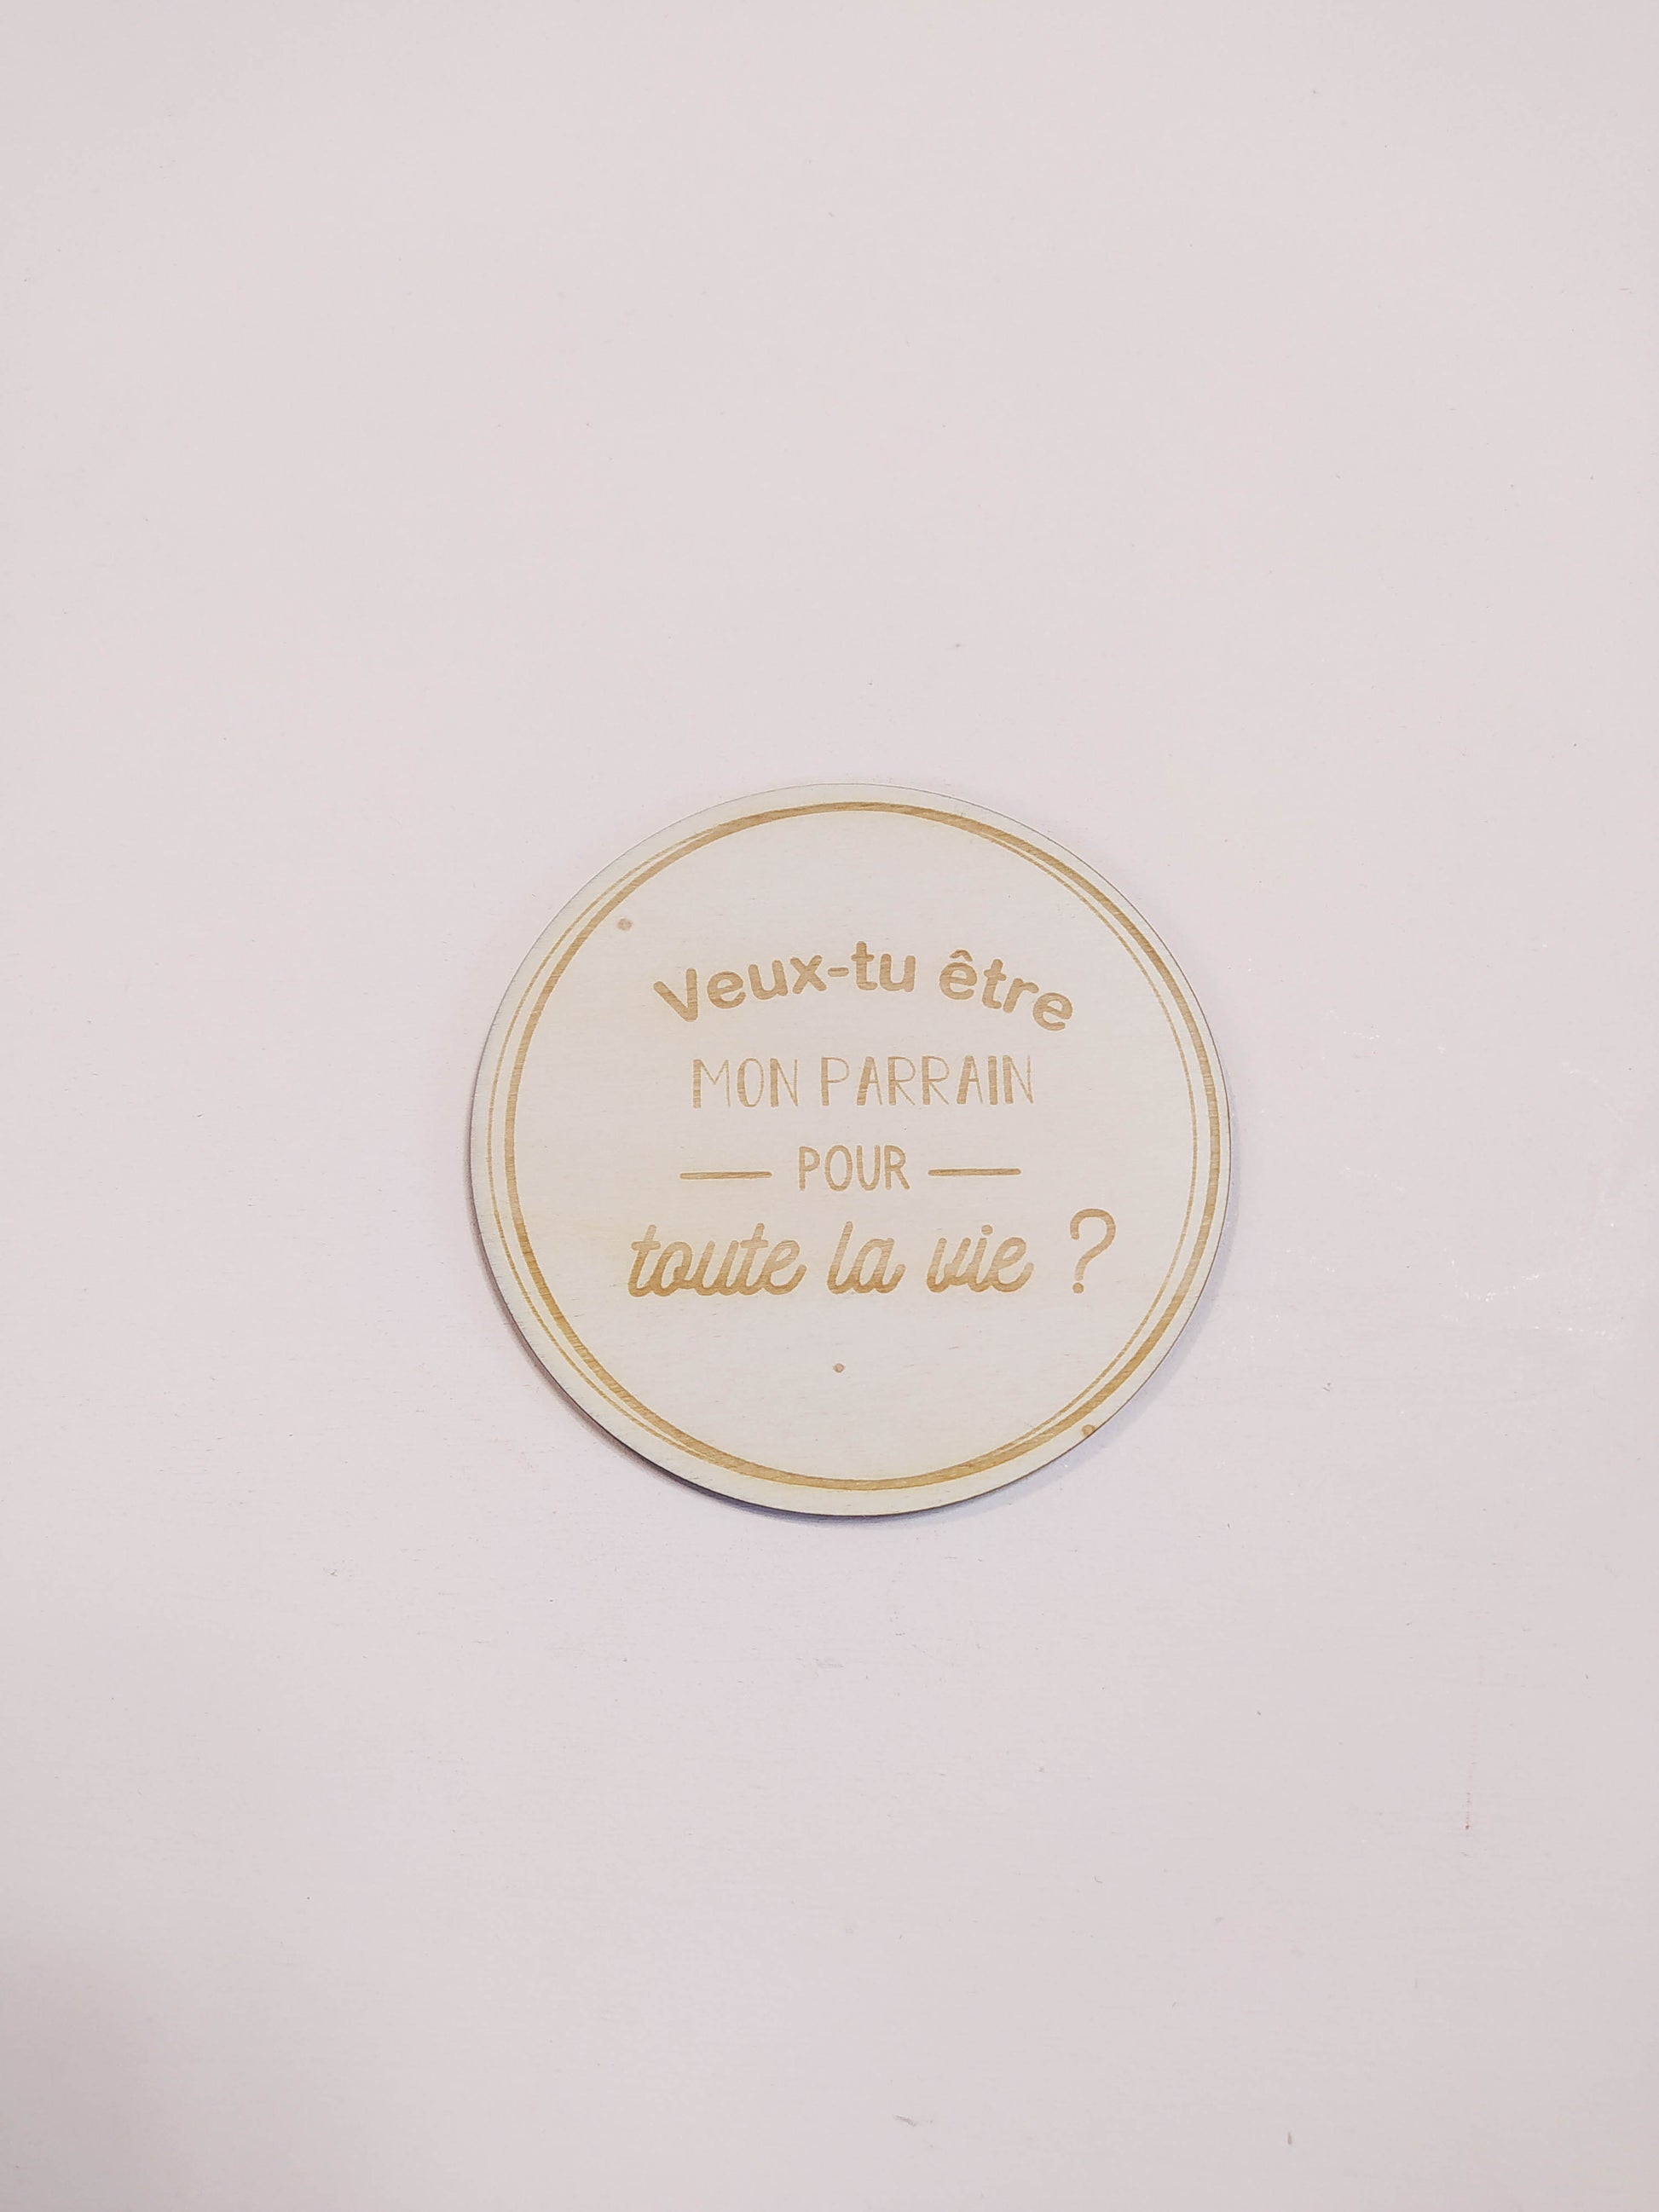 Veux-tu être
MON PARRAIN
— POUR —
toute la vie ?